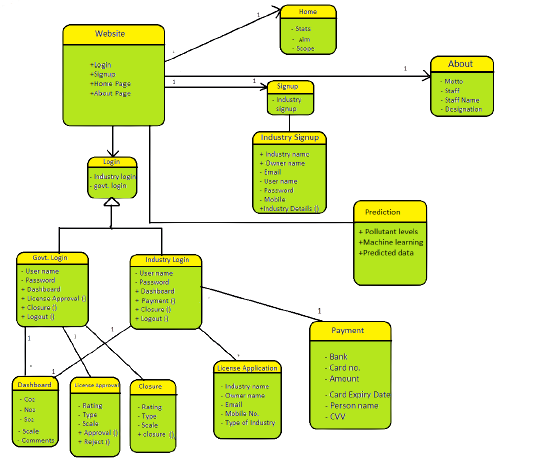 Website
+Login
+Signup
+Home Page
+About Page
Home
- Stats
- Aim
- Scope
About
- Motto
- Staff
- Staff Name
- Designation
Signup
- Industry
signup
Industry Signup
+ Industry name
+ Owner name
- Email
- User name
- Password
- Mobile
+Industry Details ()
Login
- Industry login
- govt. login
Prediction
+ Pollutant levels
+Machine learning
+Predicted data
Govt. Login
- User name
- Password
+ Dashboard
+ License Approval ()
+ Closure ()
+ Logout ()
Industry Login
- User name
- Password
+ Dashboard
+ Payment ()
+ Closure ()
+ Logout ()
Payment
- Bank
- Card no.
- Amount
- Card Expiry Date
- Person name
- CVV
Dashboard
- Co2
- No2
- So2
- Scale
- Comments
License Approval
- Rating
- Type
- Scale
+ Approval ()
+ Reject ()
Closure
- Rating
- Type
- Scale
+ closure ()
License Application
- Industry name
- Owner name
- Email
- Mobile No.
- Type of Industry
1
*
1
1
1
1
1
1
1
1
*
*